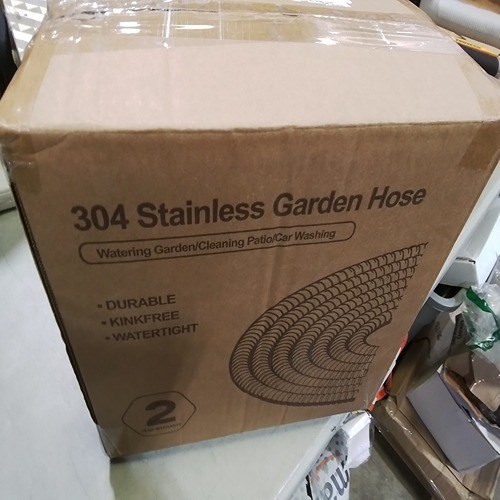 304 Stainless Garden Hose
Watering Garden/Cleaning Patio/Car Washing
• DURABLE
• KINKFREE
• WATERTIGHT
2